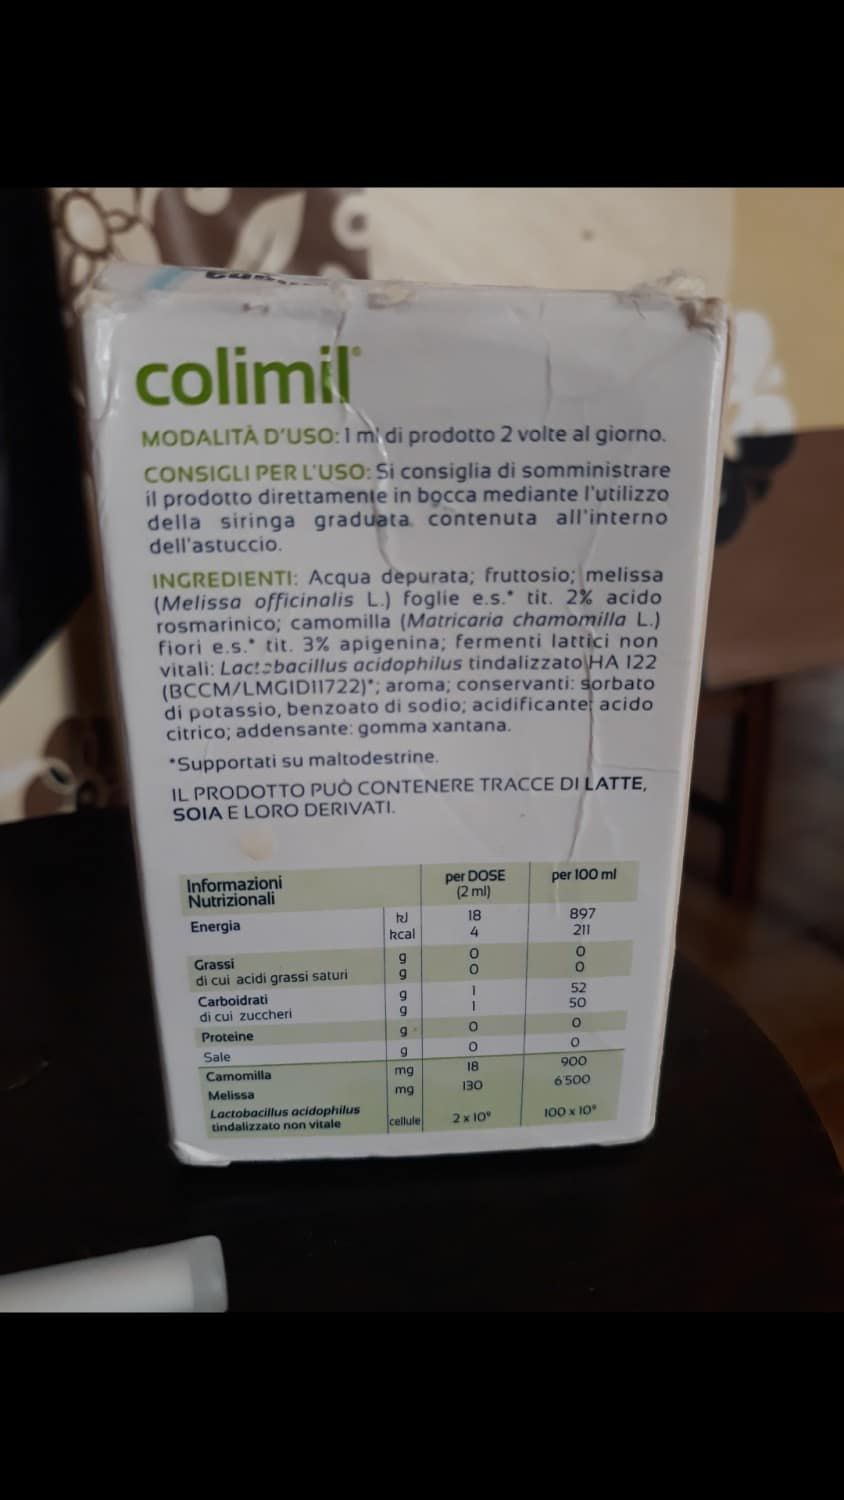 colimil®
MODALITÀ D'USO: 1 ml di prodotto 2 volte al giorno.
CONSIGLI PER L'USO: Si consiglia di somministrare
il prodotto direttamente in bocca mediante l'utilizzo
della siringa graduata contenuta all'interno
dell'astuccio.
INGREDIENTI: Acqua depurata; fruttosio; melissa
(Melissa officinalis L.) foglie e.s.* tit. 2% acido
rosmarinico; camomilla (Matricaria chamomilla L.)
fiori e.s.* tit. 3% apigenina; fermenti lattici non
vitali: Lactobacillus acidophilus tindalizzato HA 122
(BCCM/LMGID11722)*; aroma; conservanti: sorbato
di potassio, benzoato di sodio; acidificante: acido
citrico; addensante: gomma xantana.
*Supportati su maltodestrine.
IL PRODOTTO PUÒ CONTENERE TRACCE DI LATTE,
SOIA E LORO DERIVATI.
Informazioni Nutrizionali per DOSE (2 ml) per 100 ml
Energia kJ 18 897
kcal 4 211
Grassi g 0 0
di cui acidi grassi saturi g 0 0
Carboidrati g 1 52
di cui zuccheri g 1 50
Proteine g 0 0
Sale g 0 0
Camomilla mg 18 900
Melissa mg 130 6'500
Lactobacillus acidophilus
tindalizzato non vitale cellule 2 x 10⁹ 100 x 10⁹